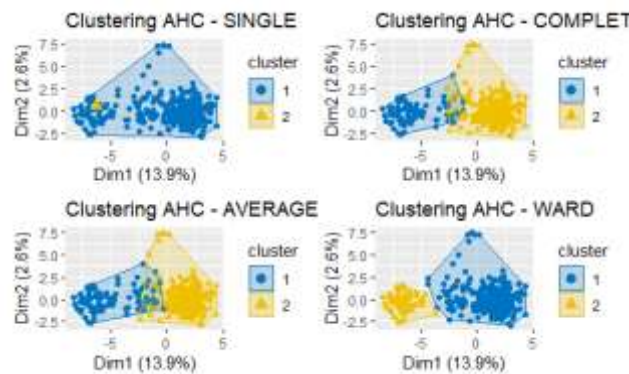 Clustering AHC - SINGLE
7.5
5.0
2.5
0.0
-2.5
Dim2 (2.6%)
-5
0
5
Dim1 (13.9%)
cluster
1
2
Clustering AHC - COMPLET
7.5
5.0
2.5
0.0
-2.5
Dim2 (2.6%)
-5
0
5
Dim1 (13.9%)
cluster
1
2
Clustering AHC - AVERAGE
7.5
5.0
2.5
0.0
-2.5
Dim2 (2.6%)
-5
0
5
Dim1 (13.9%)
cluster
1
2
Clustering AHC - WARD
7.5
5.0
2.5
0.0
-2.5
Dim2 (2.6%)
-5
0
5
Dim1 (13.9%)
cluster
1
2